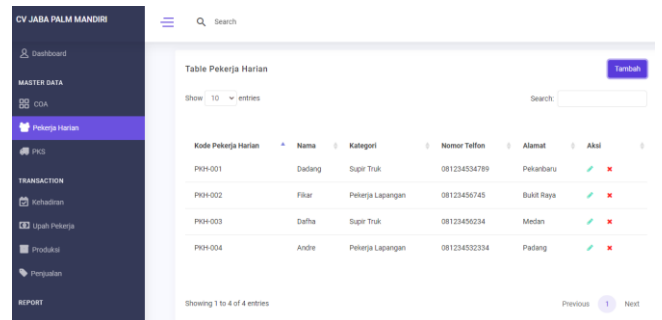 CV JABA PALM MANDIRI
Search
Dashboard
MASTER DATA
COA
Pekerja Harian
PKS
TRANSACTION
Kehadiran
Upah Pekerja
Produksi
Penjualan
REPORT
Table Pekerja Harian
Tambah
Show 10 entries
Search:
Kode Pekerja Harian Nama Kategori Nomor Telfon Alamat Aksi
PKH-001 Dadang Supir Truk 081234534789 Pekanbaru
PKH-002 Fikar Pekerja Lapangan 08123456745 Bukit Raya
PKH-003 Dafha Supir Truk 08123456234 Medan
PKH-004 Andre Pekerja Lapangan 081234532334 Padang
Showing 1 to 4 of 4 entries
Previous 1 Next